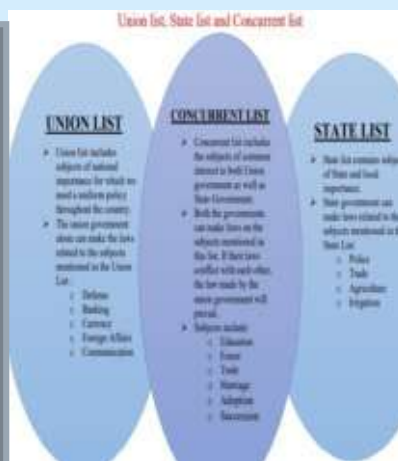 Union list, State list and Concurrent list
UNION LIST
➤ Union list includes
subjects of national
importance for which we
need a uniform policy
throughout the country.
➤ The union government
alone can make the laws
related to the subjects
mentioned in the Union
List :
o Defense
o Banking
o Currency
o Foreign Affairs
o Communication
CONCURRENT LIST
➤ Concurrent list includes
the subjects of common
interest to both Union
government as well as
State Government.
➤ Both the governments
can make laws on the
subjects mentioned in
this list. If their laws
conflict with each other,
the law made by the
union government will
prevail.
➤ Subjects include
o Education
o Forest
o Trade
o Marriage
o Adoption
o Succession
STATE LIST
➤ State list contains subje
of State and local
importance.
➤ State government can
make laws related to the
subjects mentioned in th
State List
o Police
o Trade
o Agriculture
o Irrigation